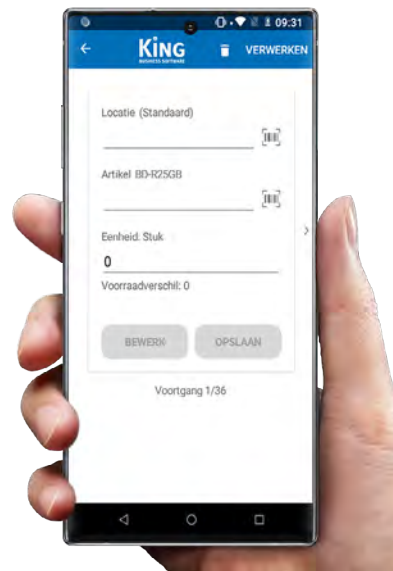 09:31
KiNG
BUSINESS SOFTWARE
VERWERKEN
Locatie (Standaard)
Artikel BD-R25GB
Eenheid: Stuk
0
Voorraadverschil: 0
BEWERK
OPSLAAN
Voortgang 1/36